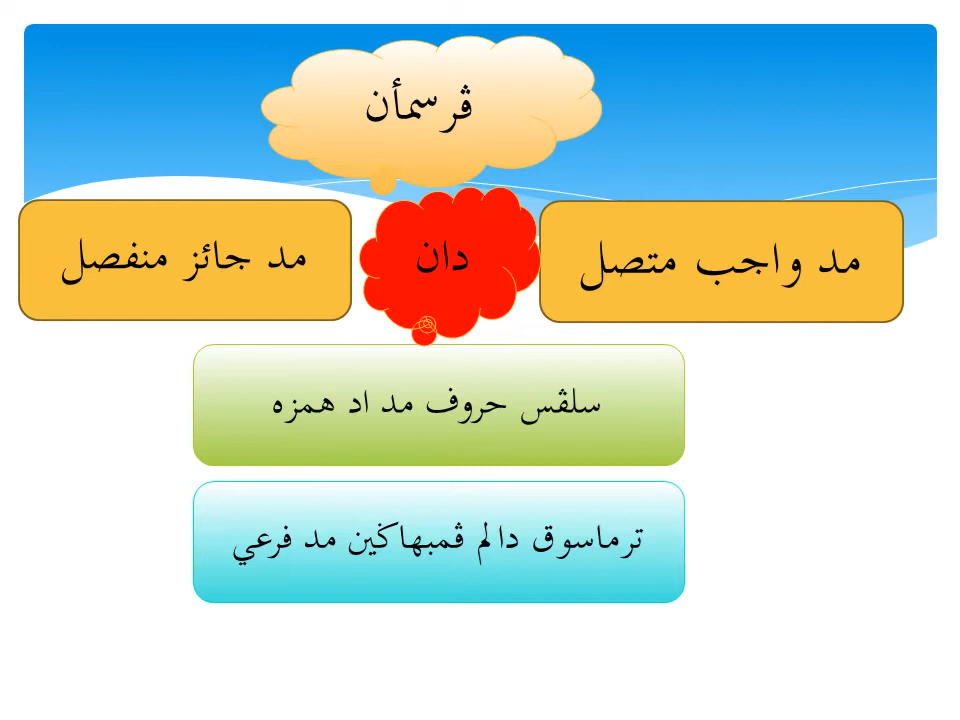 ڤرسمأن
مد واجب متصل
دان
مد جائز منفصل
سلڤس حروف مد اد همزه
ترماسوق دالم ڤمبهاݢين مد فرعي